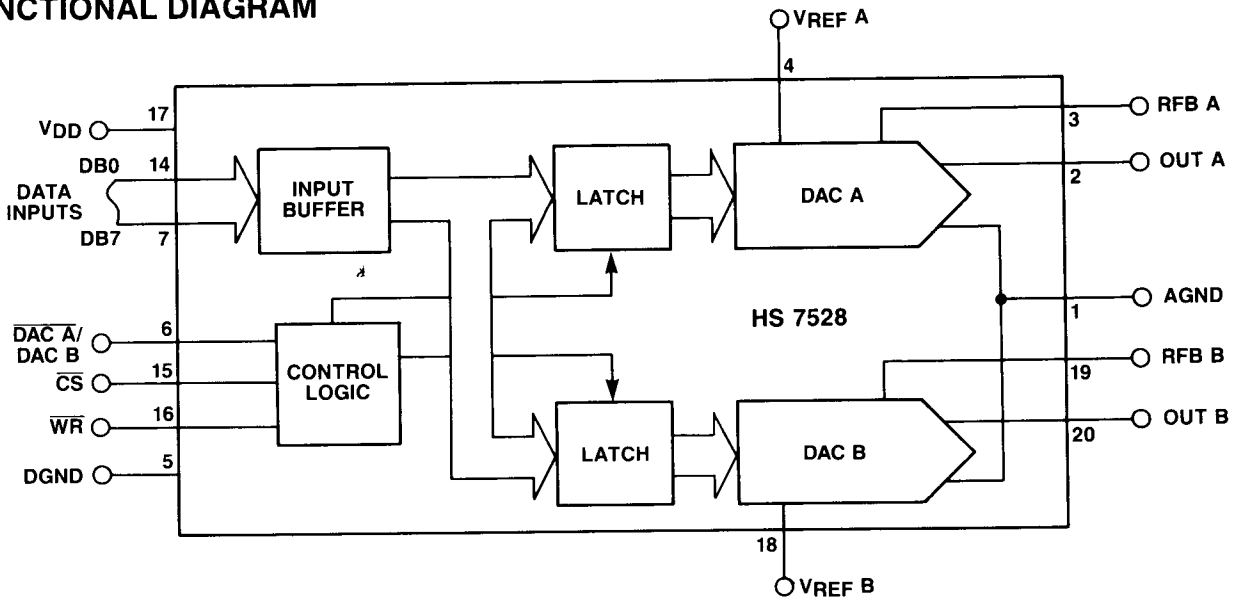 NCTIONAL DIAGRAM
VREF A
4
17
VDD
3
RFB A
DB0
14
2
OUT A
DATA
INPUTS
INPUT
BUFFER
LATCH
DAC A
DB7
7
HS 7528
1
AGND
DAC A/
DAC B
6
CONTROL
LOGIC
19
RFB B
CS
15
WR
16
20
OUT B
LATCH
DAC B
DGND
5
18
VREF B